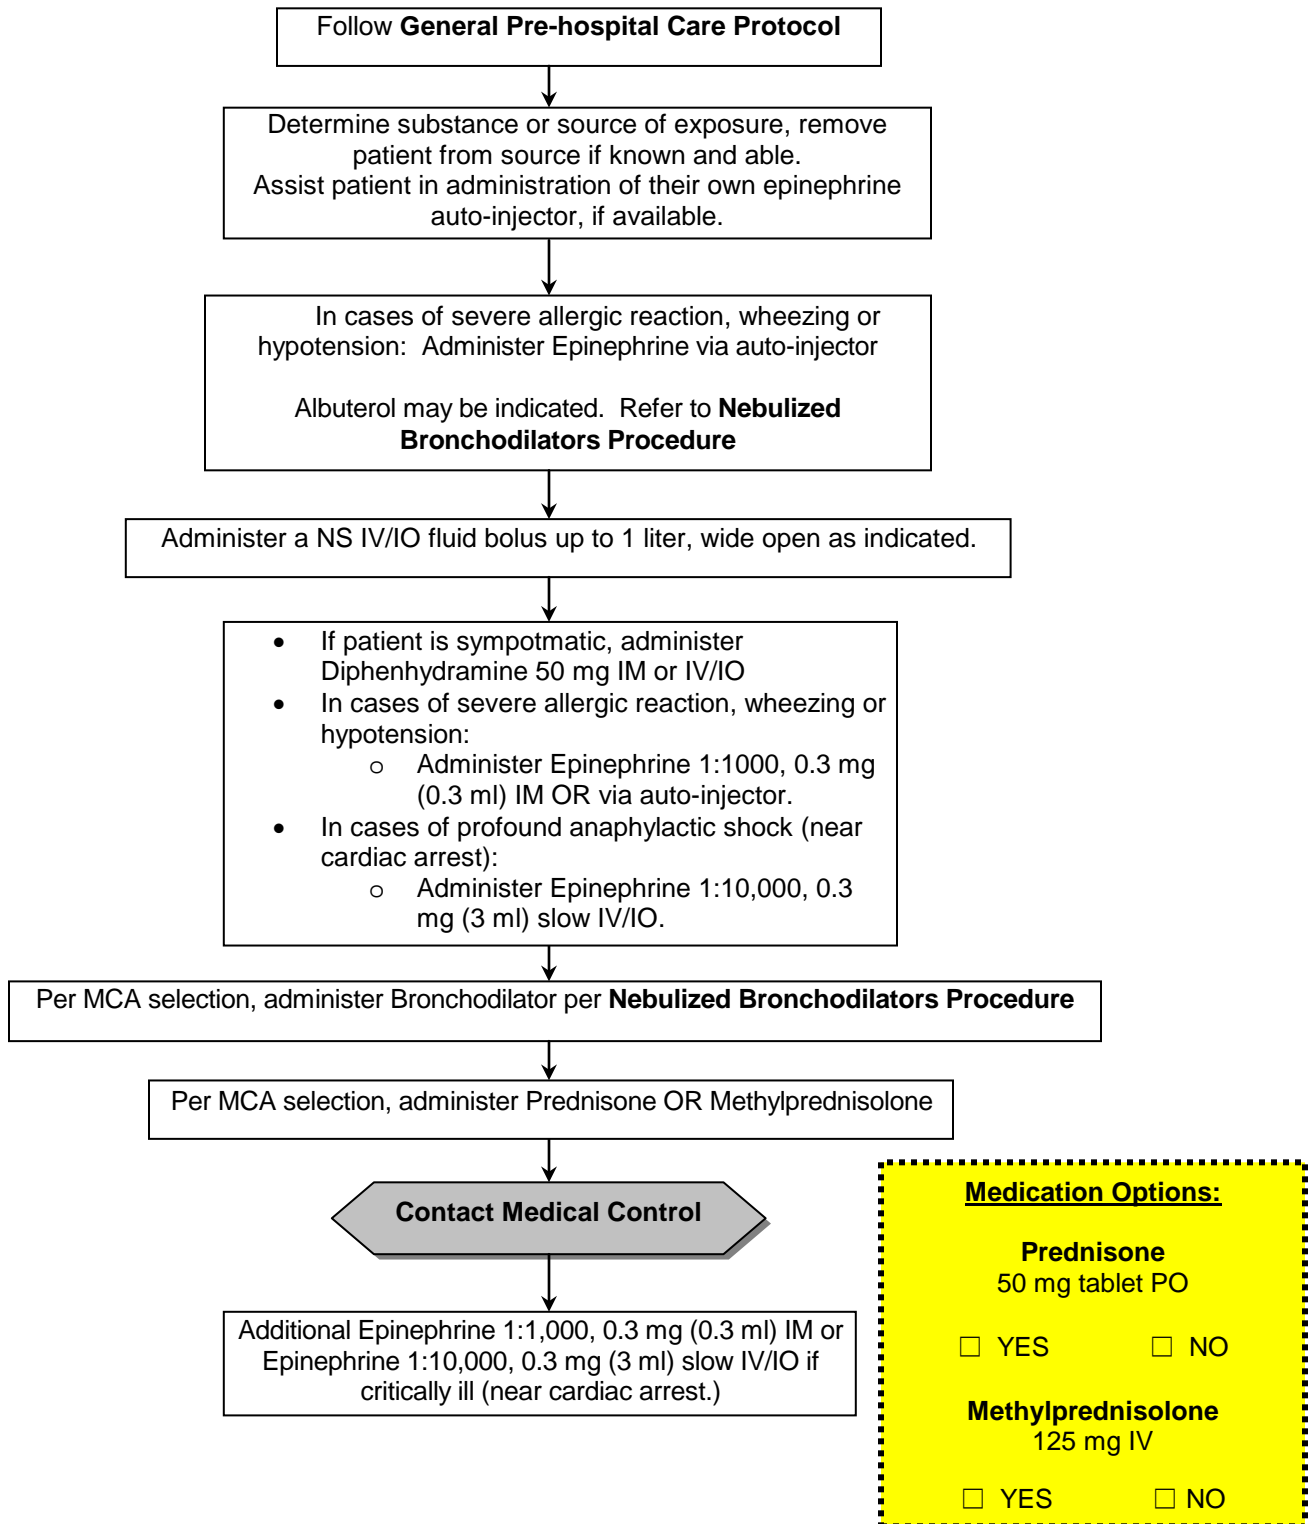 Follow General Pre-hospital Care Protocol
Determine substance or source of exposure, remove
patient from source if known and able.
Assist patient in administration of their own epinephrine
auto-injector, if available.
In cases of severe allergic reaction, wheezing or
hypotension: Administer Epinephrine via auto-injector
Albuterol may be indicated. Refer to Nebulized
Bronchodilators Procedure
Administer a NS IV/IO fluid bolus up to 1 liter, wide open as indicated.
• If patient is sympotmatic, administer
Diphenhydramine 50 mg IM or IV/IO
• In cases of severe allergic reaction, wheezing or
hypotension:
o Administer Epinephrine 1:1000, 0.3 mg
(0.3 ml) IM OR via auto-injector.
• In cases of profound anaphylactic shock (near
cardiac arrest):
o Administer Epinephrine 1:10,000, 0.3
mg (3 ml) slow IV/IO.
Per MCA selection, administer Bronchodilator per Nebulized Bronchodilators Procedure
Per MCA selection, administer Prednisone OR Methylprednisolone
Contact Medical Control
Additional Epinephrine 1:1,000, 0.3 mg (0.3 ml) IM or
Epinephrine 1:10,000, 0.3 mg (3 ml) slow IV/IO if
critically ill (near cardiac arrest.)
Medication Options:
Prednisone
50 mg tablet PO
□ YES □ NO
Methylprednisolone
125 mg IV
□ YES □ NO